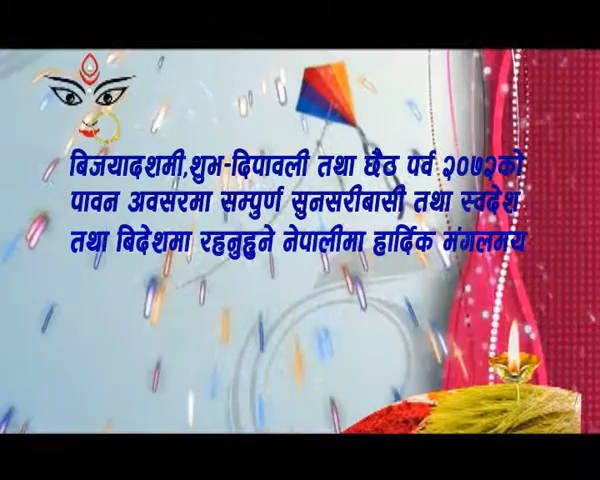 बिजयादशमी,शुभ-दिपावली तथा छैठ पर्व २०७२को
पावन अवसरमा सम्पुर्ण सुनसरीबासी तथा स्वदेश
तथा बिदेशमा रहनुहुने नेपालीमा हार्दिक मंगलमय